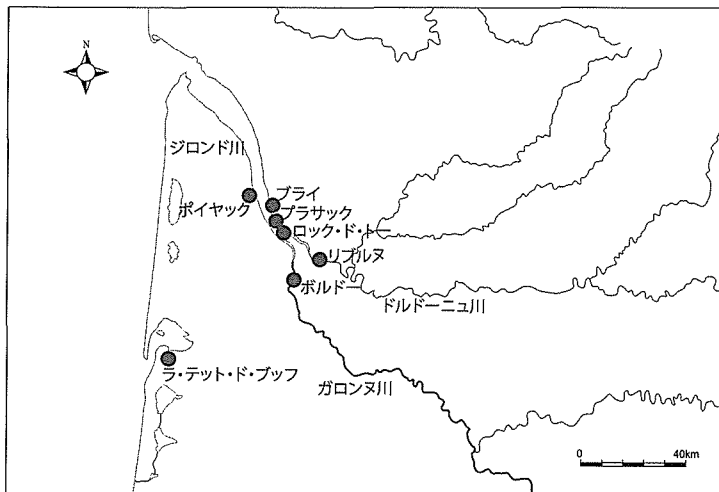 N
ジロンド川
ブライ
ポイヤック
プラサック
ロック・ド・トー
リブルヌ
ボルドー
ドルドーニュ川
ラ・テット・ド・ブッフ
ガロンヌ川
0 40km